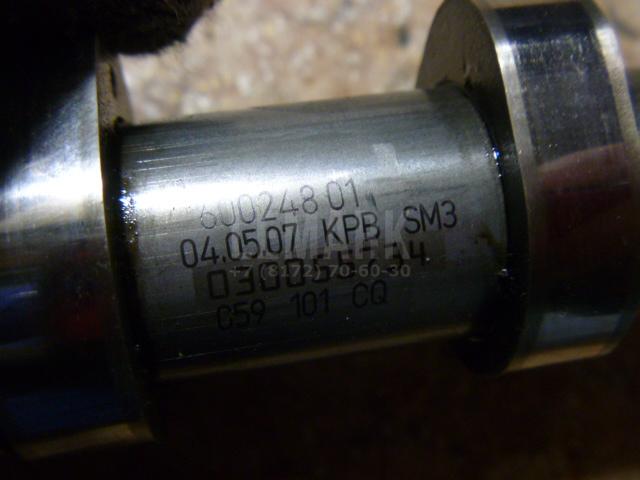 600248 01
04.05.07 KPB SM3
+7 (8172) 70-60-30
C59 101 CQ